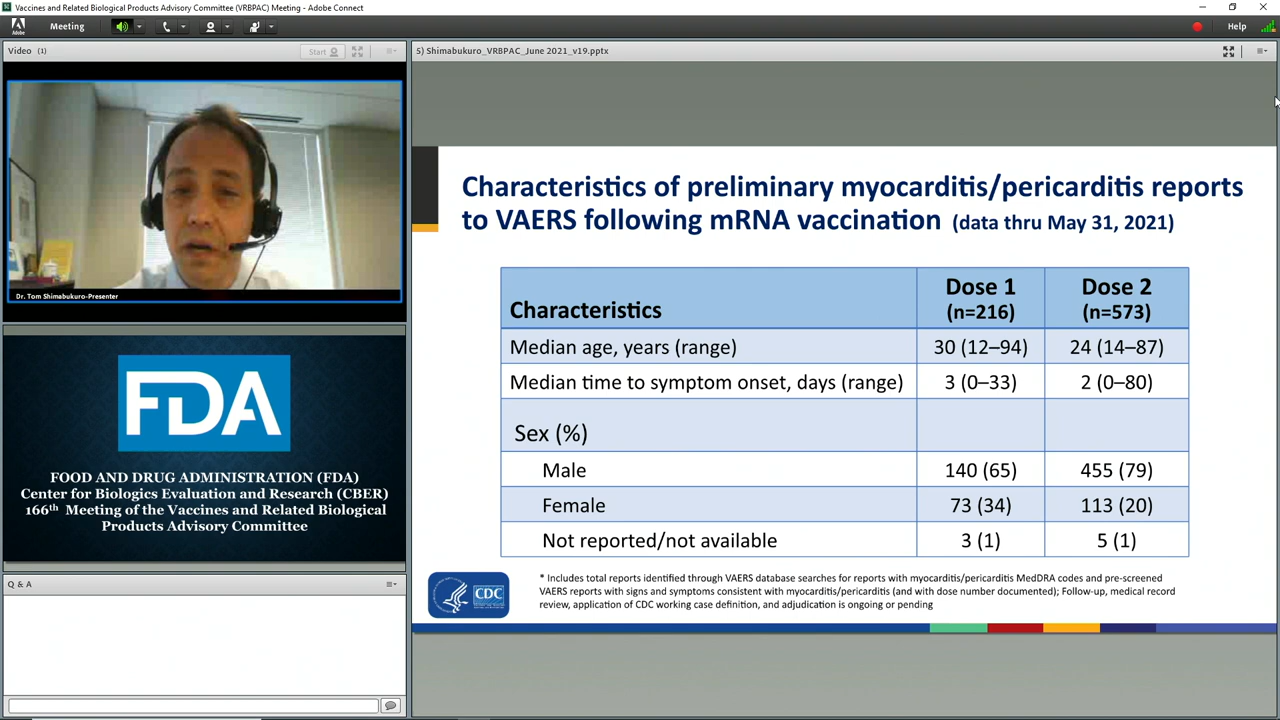 Vaccines and Related Biological Products Advisory Committee (VRBPAC) Meeting - Adobe Connect
Adobe
Meeting
Help
Video (1)
Start
Dr. Tom Shimabukuro-Presenter
FDA
FOOD AND DRUG ADMINISTRATION (FDA)
Center for Biologics Evaluation and Research (CBER)
166th Meeting of the Vaccines and Related Biological
Products Advisory Committee
Q & A
5) Shimabukuro_VRBPAC_June 2021_v19.pptx
Characteristics of preliminary myocarditis/pericarditis reports
to VAERS following mRNA vaccination (data thru May 31, 2021)
Characteristics Dose 1 (n=216) Dose 2 (n=573)
Median age, years (range) 30 (12–94) 24 (14–87)
Median time to symptom onset, days (range) 3 (0–33) 2 (0–80)
Sex (%)
Male 140 (65) 455 (79)
Female 73 (34) 113 (20)
Not reported/not available 3 (1) 5 (1)
CDC
* Includes total reports identified through VAERS database searches for reports with myocarditis/pericarditis MedDRA codes and pre-screened
VAERS reports with signs and symptoms consistent with myocarditis/pericarditis (and with dose number documented); Follow-up, medical record
review, application of CDC working case definition, and adjudication is ongoing or pending